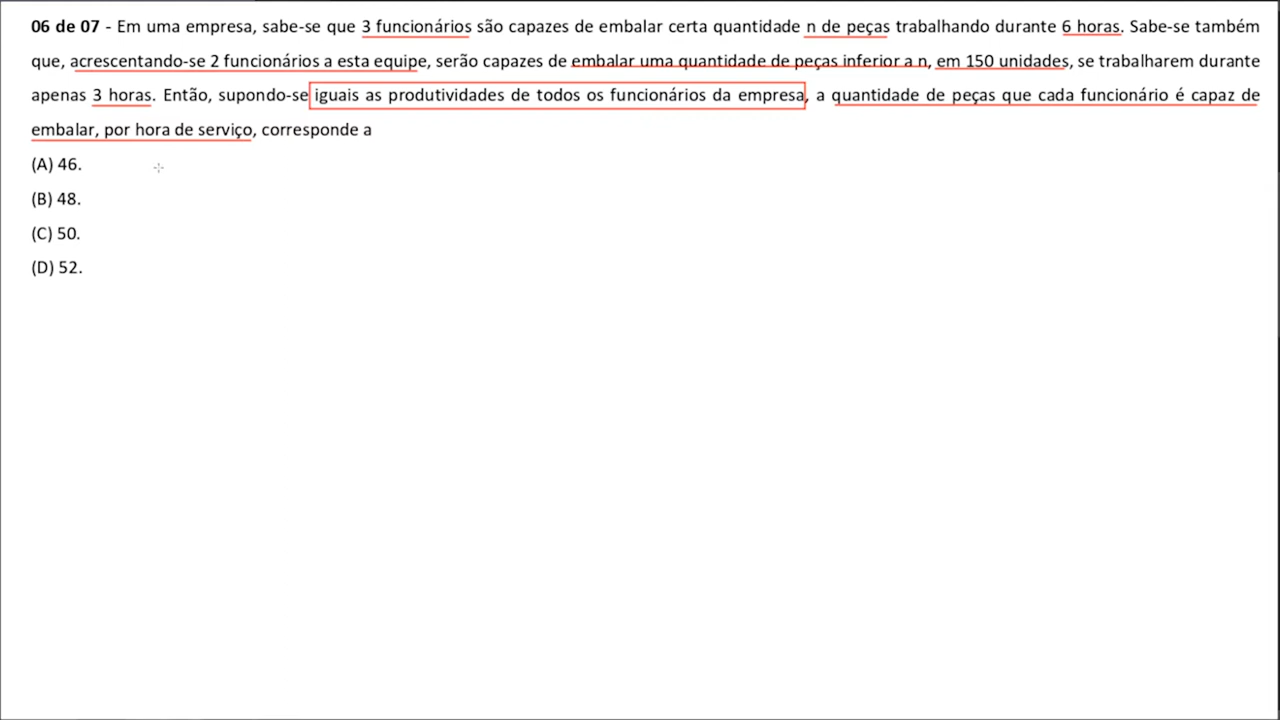 06 de 07 - Em uma empresa, sabe-se que 3 funcionários são capazes de embalar certa quantidade n de peças trabalhando durante 6 horas. Sabe-se também
que, acrescentando-se 2 funcionários a esta equipe, serão capazes de embalar uma quantidade de peças inferior a n, em 150 unidades, se trabalharem durante
apenas 3 horas. Então, supondo-se iguais as produtividades de todos os funcionários da empresa, a quantidade de peças que cada funcionário é capaz de
embalar, por hora de serviço, corresponde a
(A) 46.
(B) 48.
(C) 50.
(D) 52.